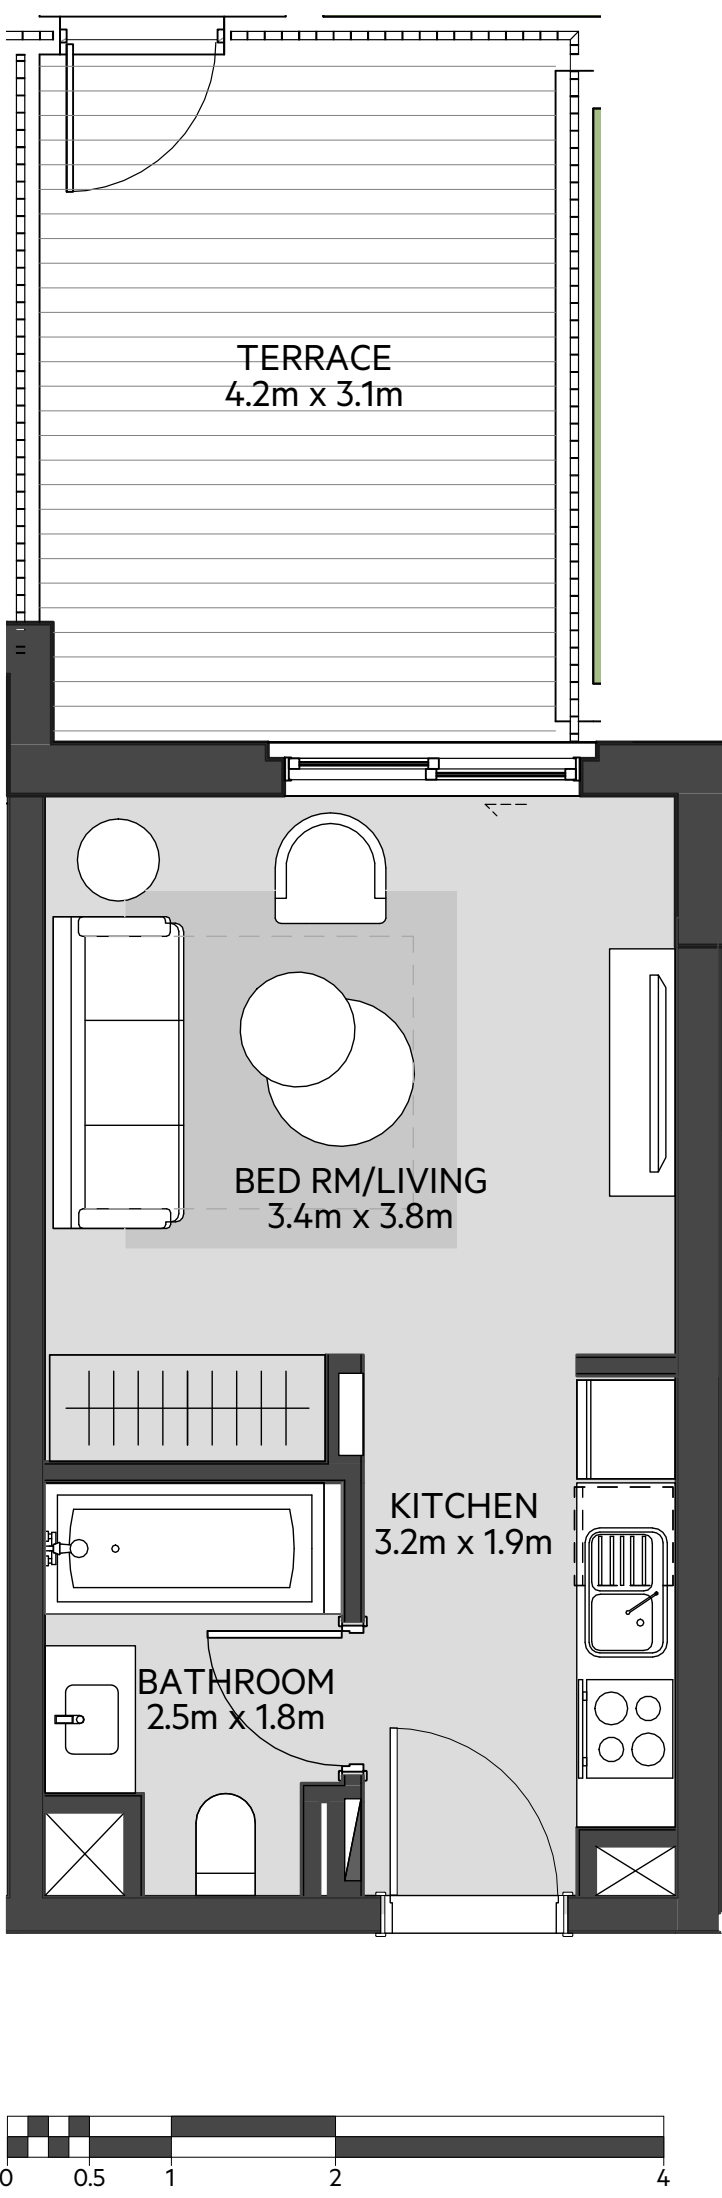 TERRACE
4.2m x 3.1m
BED RM/LIVING
3.4m x 3.8m
KITCHEN
3.2m x 1.9m
BATHROOM
2.5m x 1.8m
0 0.5 1 2 4